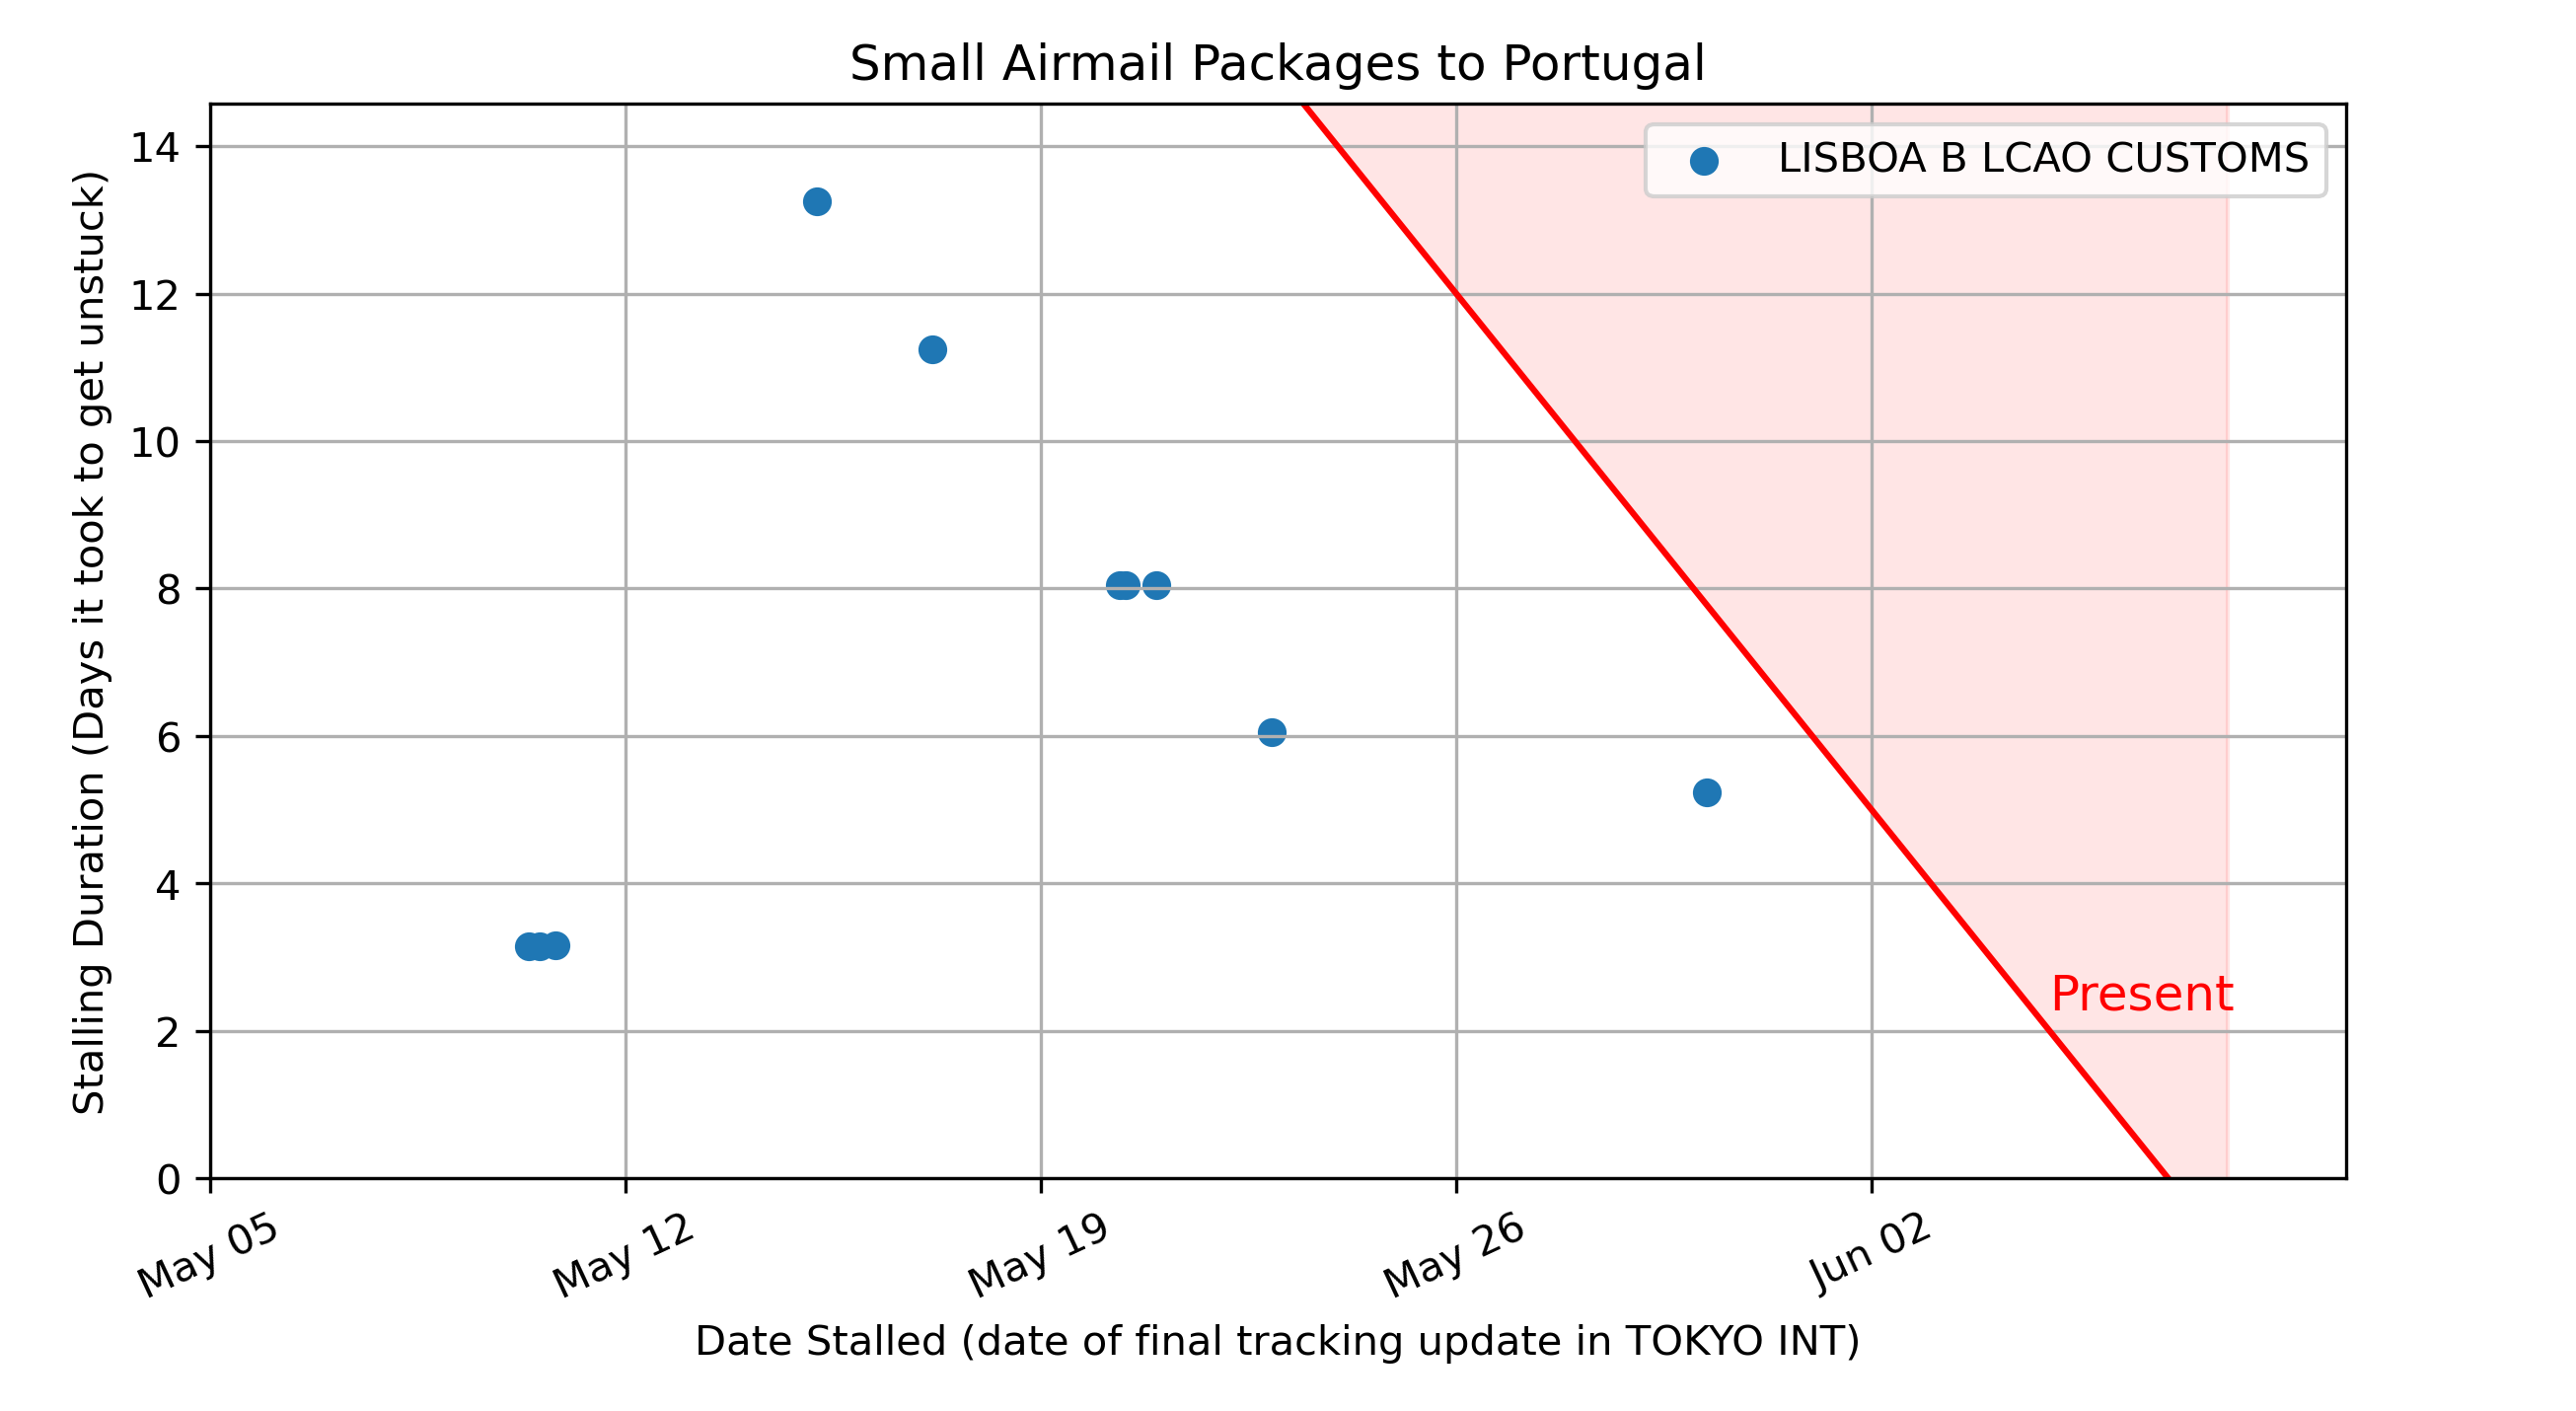 Small Airmail Packages to Portugal
Stalling Duration (Days it took to get unstuck)
14
12
10
8
6
4
2
0
LISBOA B LCAO CUSTOMS
Present
May 05
May 12
May 19
May 26
Jun 02
Date Stalled (date of final tracking update in TOKYO INT)